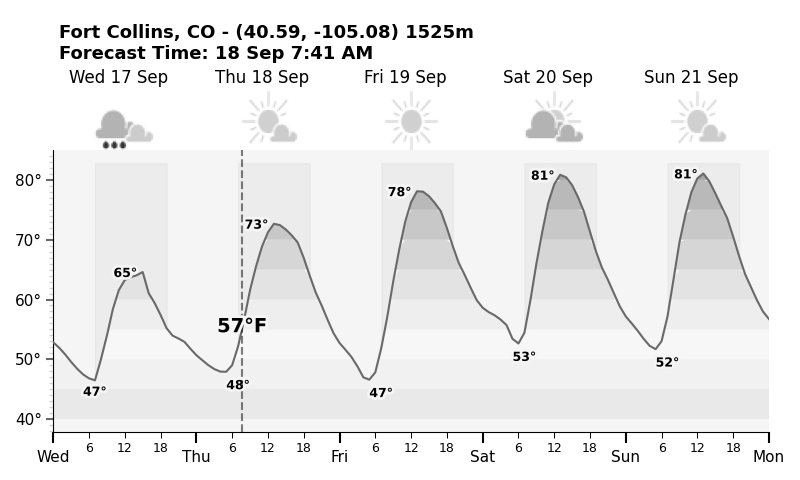 Fort Collins, CO - (40.59, -105.08) 1525m
Forecast Time: 18 Sep 7:41 AM
Wed 17 Sep Thu 18 Sep Fri 19 Sep Sat 20 Sep Sun 21 Sep
80°
70°
60°
50°
40°
65° 73° 78° 81° 81°
57°F
47° 48° 47° 53° 52°
6 12 18 6 12 18 6 12 18 6 12 18 6 12 18
Wed Thu Fri Sat Sun Mon